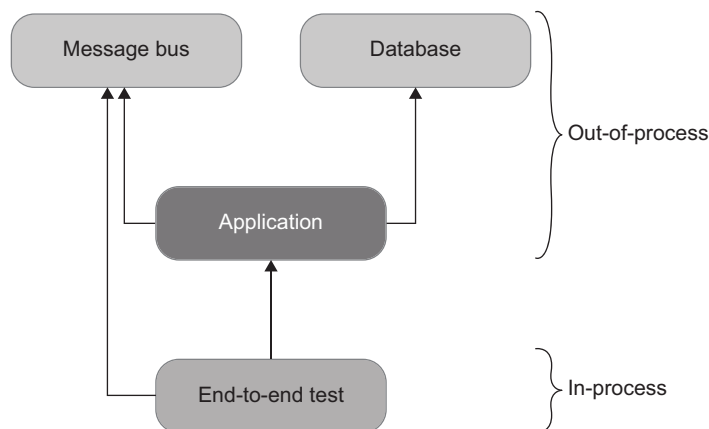 Message bus
Database
Out-of-process
Application
End-to-end test
In-process